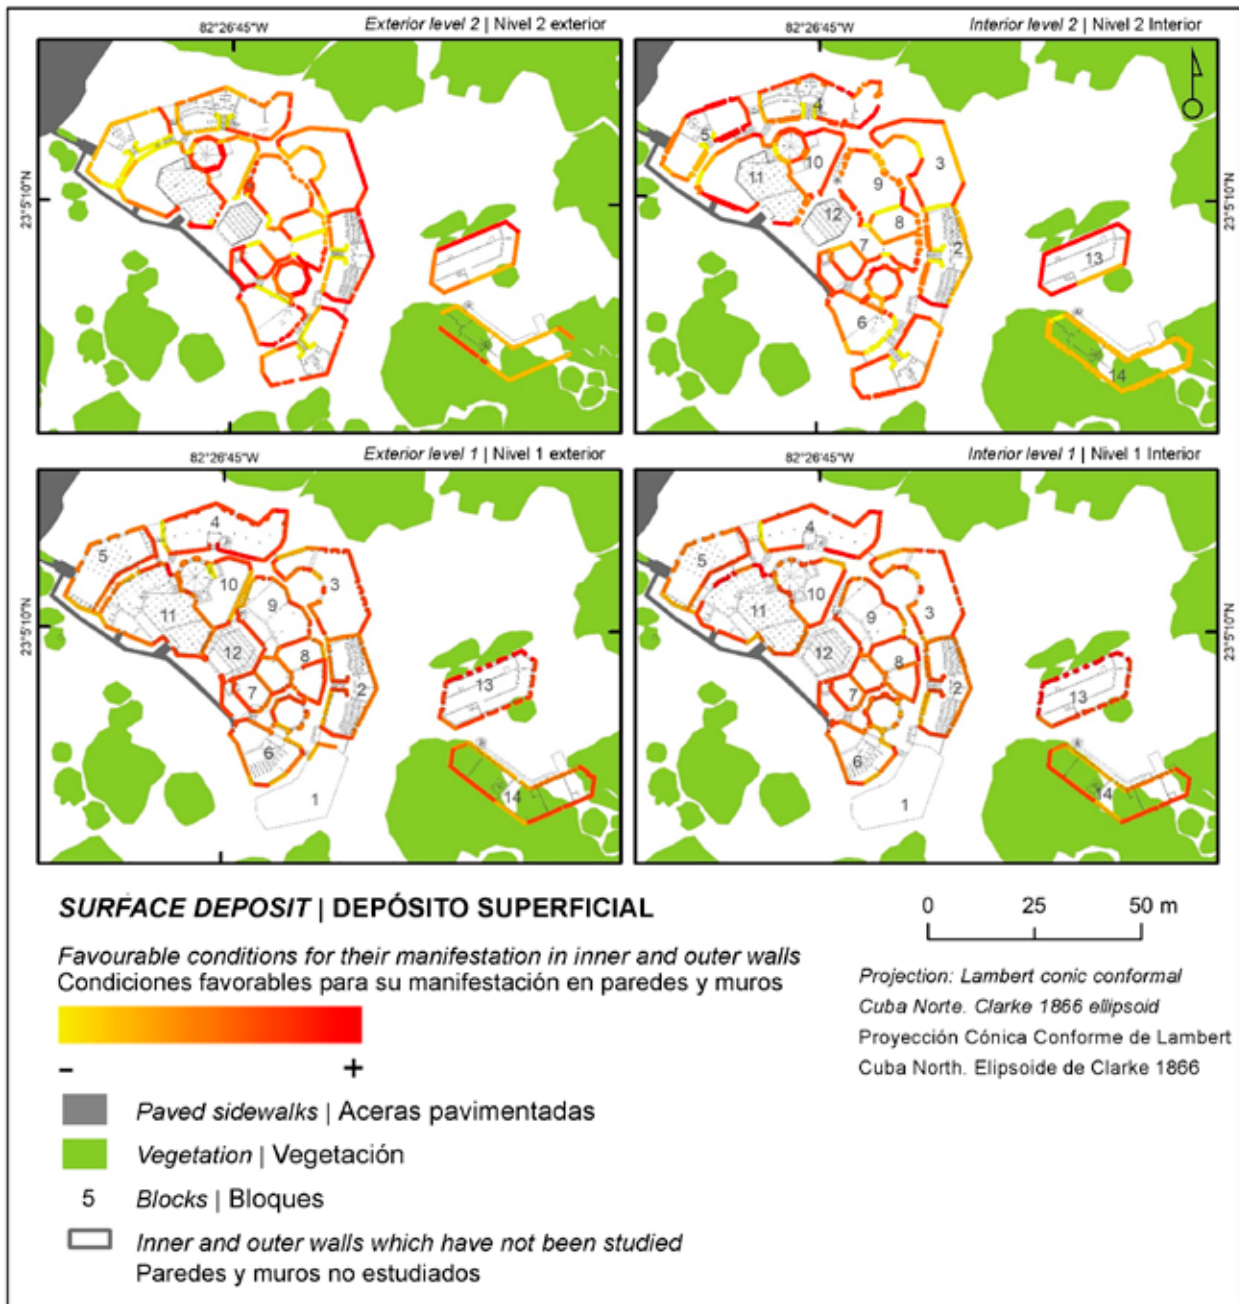 Exterior level 2 | Nivel 2 exterior
82°26'45"W
23°5'10"N
Interior level 2 | Nivel 2 Interior
82°26'45"W
4
5
10
11
9
3
12
8
7
2
13
6
14
23°5'10"N
Exterior level 1 | Nivel 1 exterior
82°26'45"W
23°5'10"N
4
5
10
3
9
11
12
8
7
2
13
6
14
1
Interior level 1 | Nivel 1 Interior
82°26'45"W
4
5
10
3
9
11
12
8
7
2
13
6
14
1
23°5'10"N
SURFACE DEPOSIT | DEPÓSITO SUPERFICIAL
Favourable conditions for their manifestation in inner and outer walls
Condiciones favorables para su manifestación en paredes y muros
- +
Paved sidewalks | Aceras pavimentadas
Vegetation | Vegetación
5 Blocks | Bloques
Inner and outer walls which have not been studied
Paredes y muros no estudiados
0 25 50 m
Projection: Lambert conic conformal
Cuba Norte. Clarke 1866 ellipsoid
Proyección Cónica Conforme de Lambert
Cuba North. Elipsoide de Clarke 1866